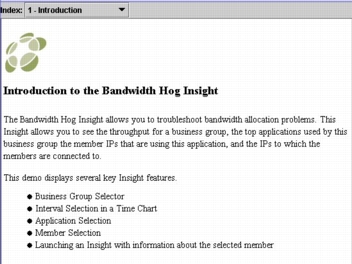 Index: 1 - Introduction
Introduction to the Bandwidth Hog Insight
The Bandwidth Hog Insight allows you to troubleshoot bandwidth allocation problems. This
Insight allows you to see the throughput for a business group, the top applications used by this
business group the member IPs that are using this application, and the IPs to which the
members are connected to.
This demo displays several key Insight features.
● Business Group Selector
● Interval Selection in a Time Chart
● Application Selection
● Member Selection
● Launching an Insight with information about the selected member